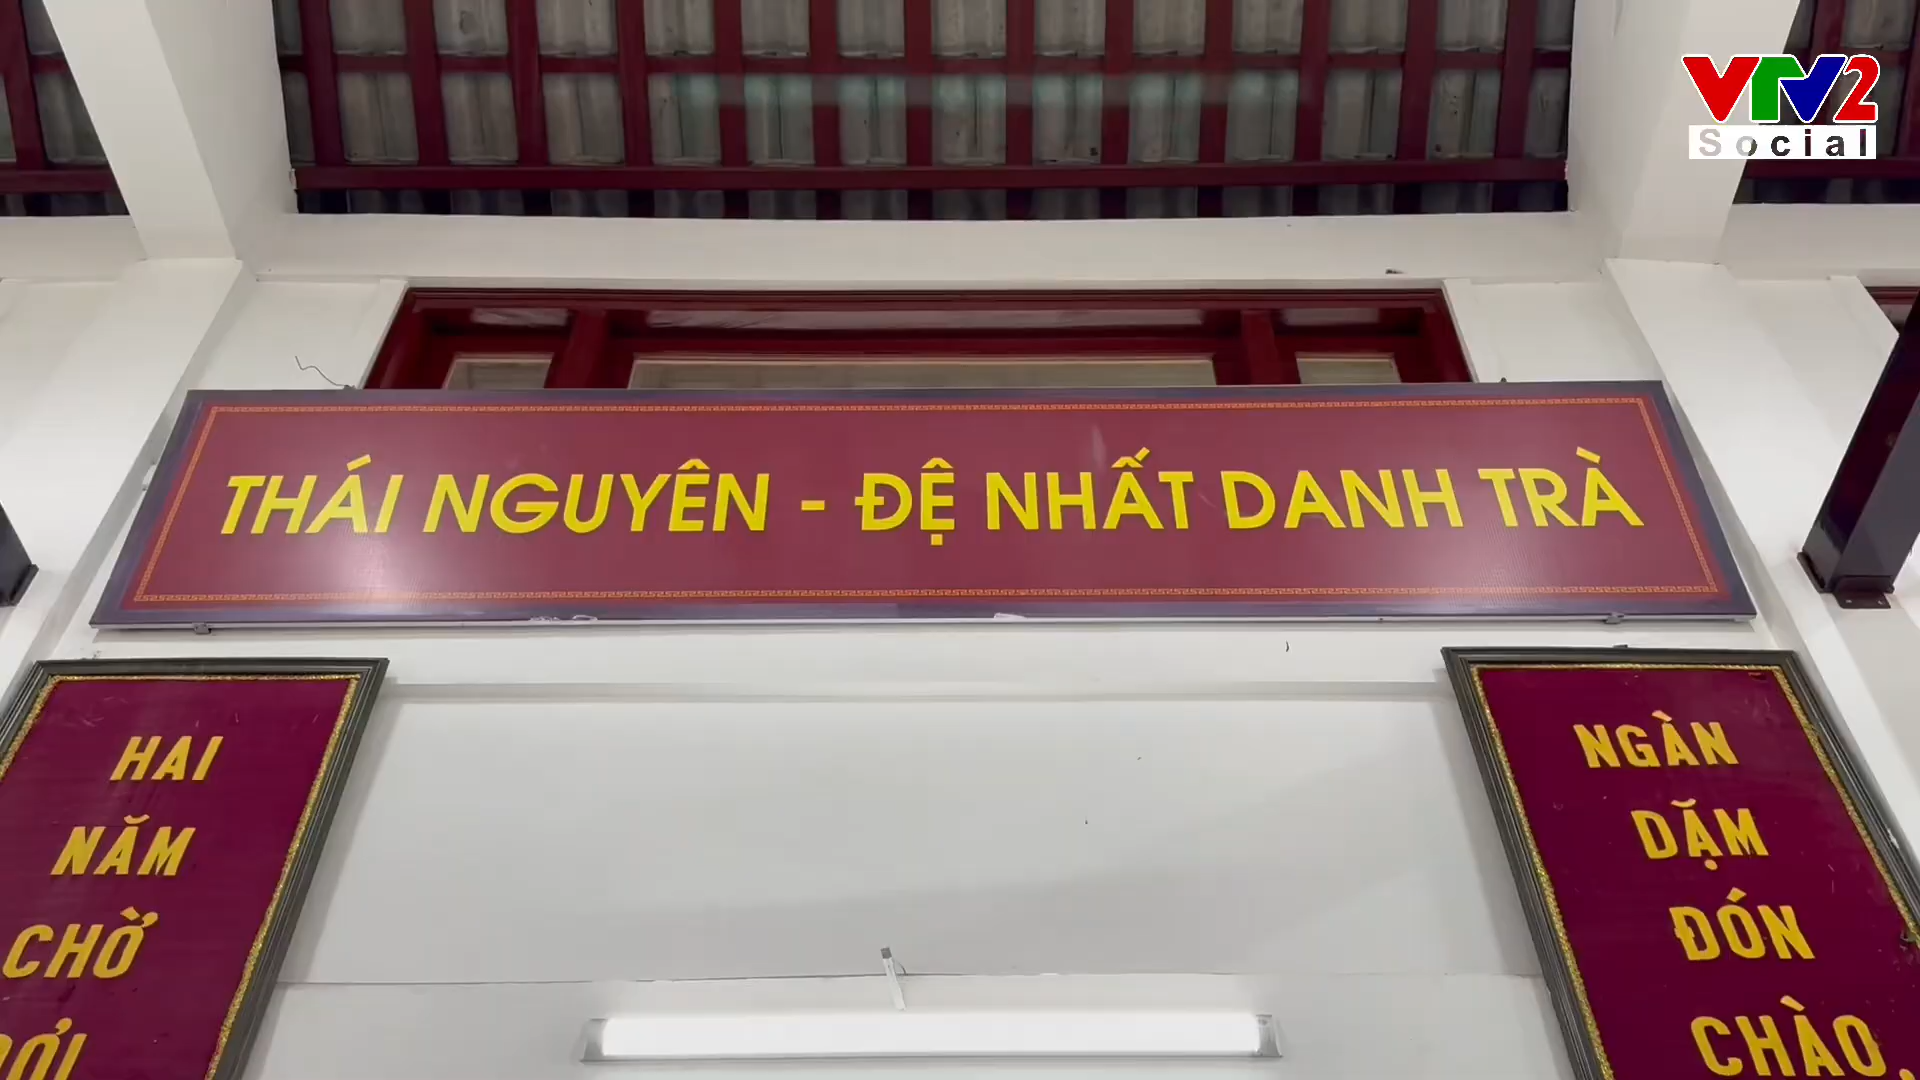 VTV2
Social
THÁI NGUYÊN - ĐỆ NHẤT DANH TRÀ
HAI
NĂM
CHỜ
NGÀN
DẶM
ĐÓN
CHÀO,